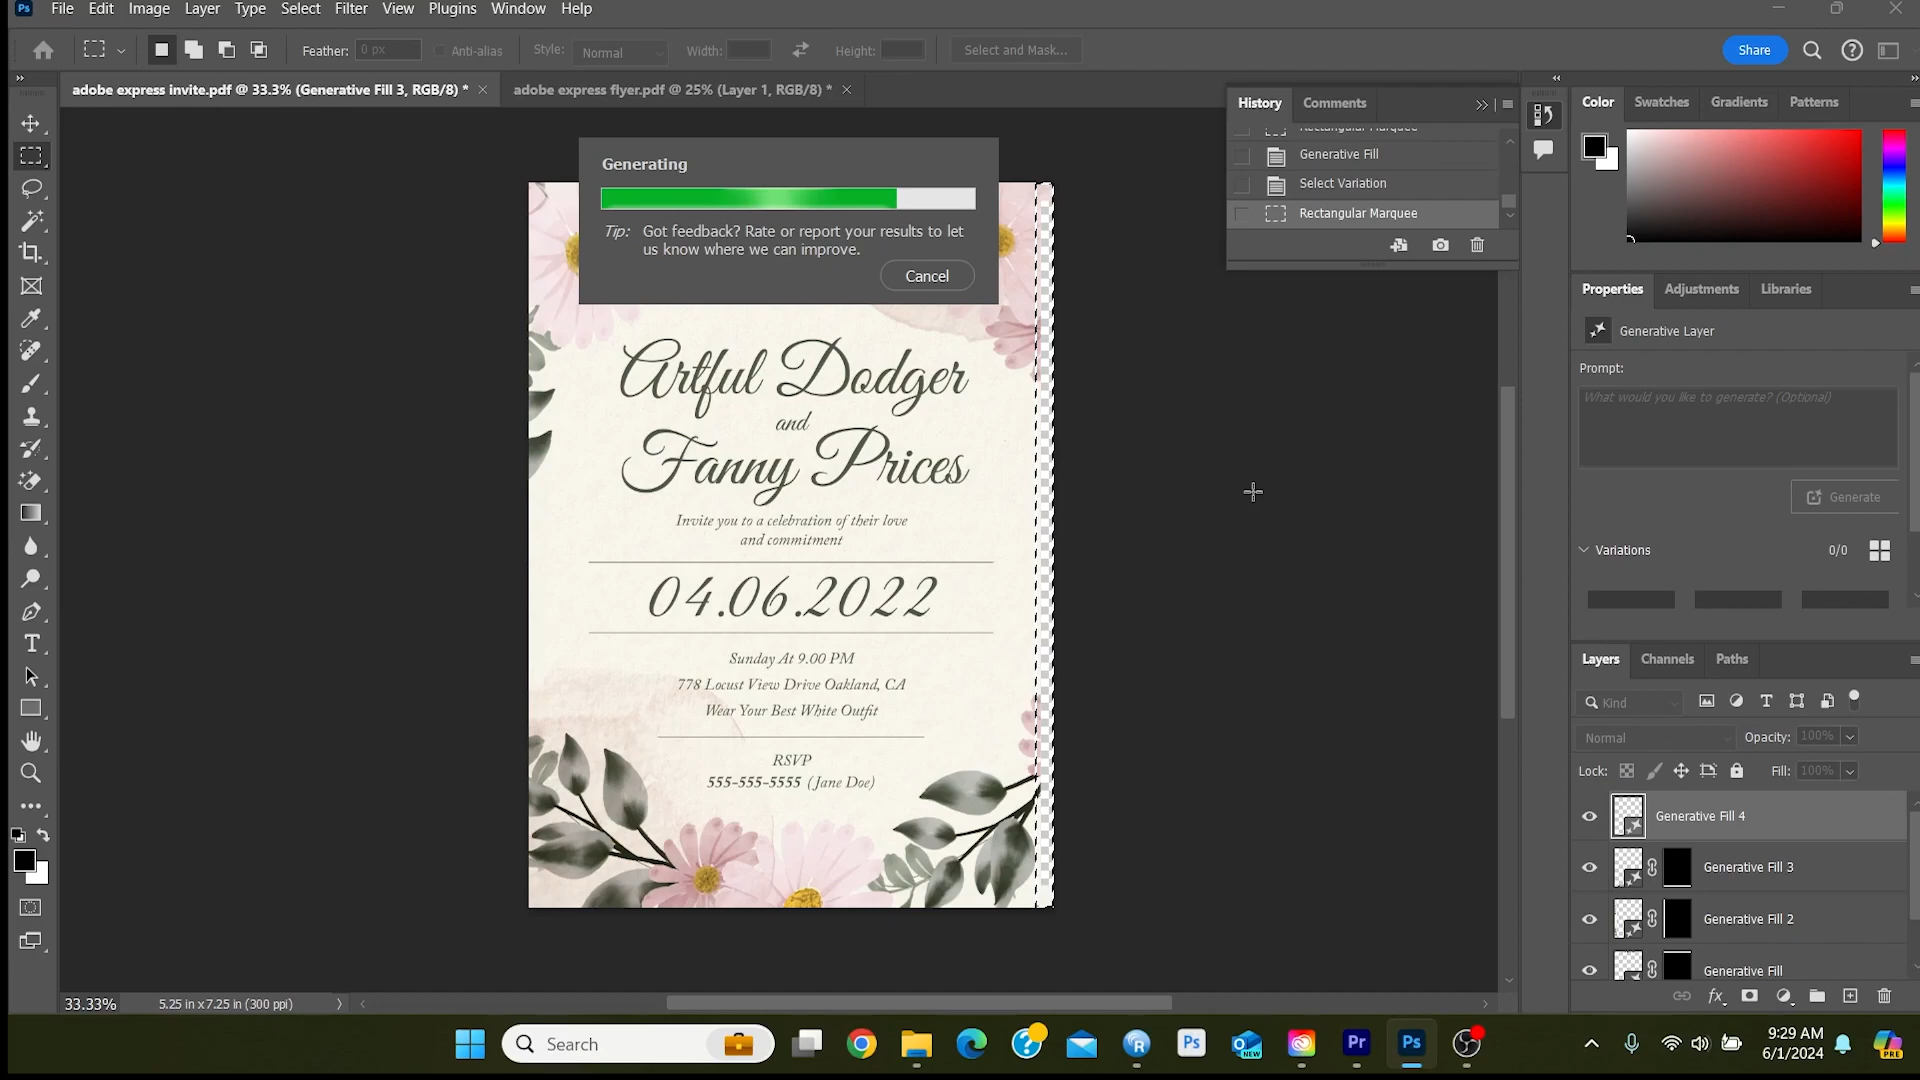 Ps File Edit Image Layer Type Select Filter View Plugins Window Help
Feather: 0 px Anti-alias Style: Normal Width: Height: Select and Mask... Share
adobe express invite.pdf @ 33.3% (Generative Fill 3, RGB/8) * adobe express flyer.pdf @ 25% (Layer 1, RGB/8) *
Generating
Tip: Got feedback? Rate or report your results to let
us know where we can improve.
Cancel
Artful Dodger
and
Fanny Prices
Invite you to a celebration of their love
and commitment
04.06.2022
Sunday At 9.00 PM
778 Locust View Drive Oakland, CA
Wear Your Best White Outfit
RSVP
555-555-5555 (Jane Doe)
History Comments
Rectangular Marquee
Generative Fill
Select Variation
Rectangular Marquee
Color Swatches Gradients Patterns
Properties Adjustments Libraries
Generative Layer
Prompt:
What would you like to generate? (Optional)
Generate
Variations 0/0
Layers Channels Paths
Kind
Normal Opacity: 100%
Lock: Fill: 100%
Generative Fill 4
Generative Fill 3
Generative Fill 2
Generative Fill
33.33% 5.25 in x 7.25 in (300 ppi)
Search
NEW
Pr
Ps
9:29 AM
6/1/2024
PRE